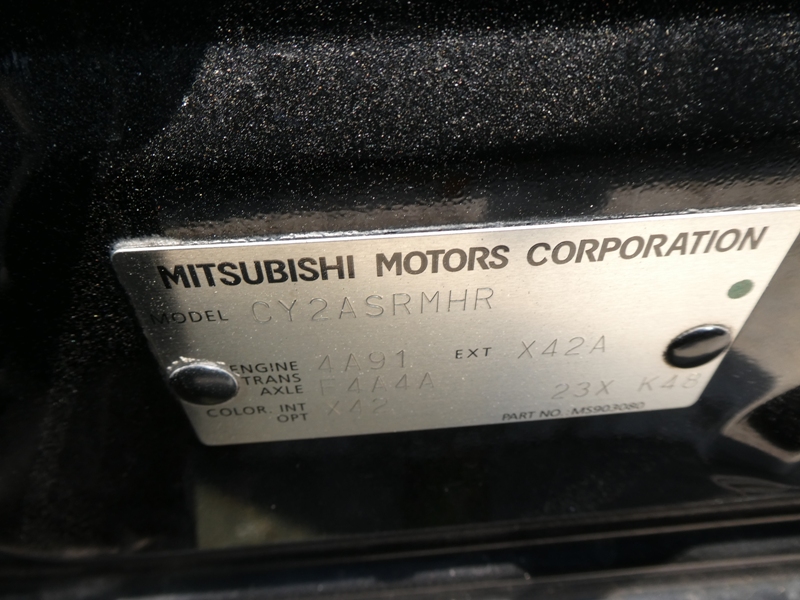 MITSUBISHI MOTORS CORPORATION
MODEL CY2ASRMHR
ENGINE 4A91 EXT X42A
TRANS AXLE F4A4A 23X K48
COLOR. INT OPT X42
PART NO.: MS903080